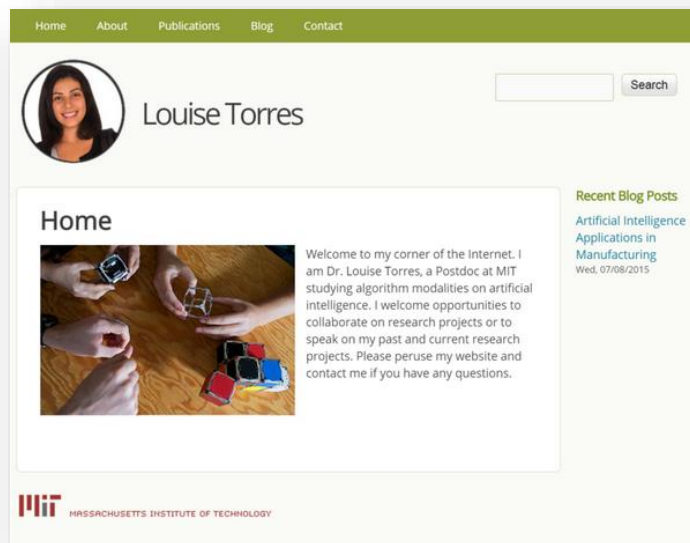 Home About Publications Blog Contact
Louise Torres
Search
Home
Welcome to my corner of the Internet. I
am Dr. Louise Torres, a Postdoc at MIT
studying algorithm modalities on artificial
intelligence. I welcome opportunities to
collaborate on research projects or to
speak on my past and current research
projects. Please peruse my website and
contact me if you have any questions.
Recent Blog Posts
Artificial Intelligence
Applications in
Manufacturing
Wed, 07/08/2015
MIT MASSACHUSETTS INSTITUTE OF TECHNOLOGY